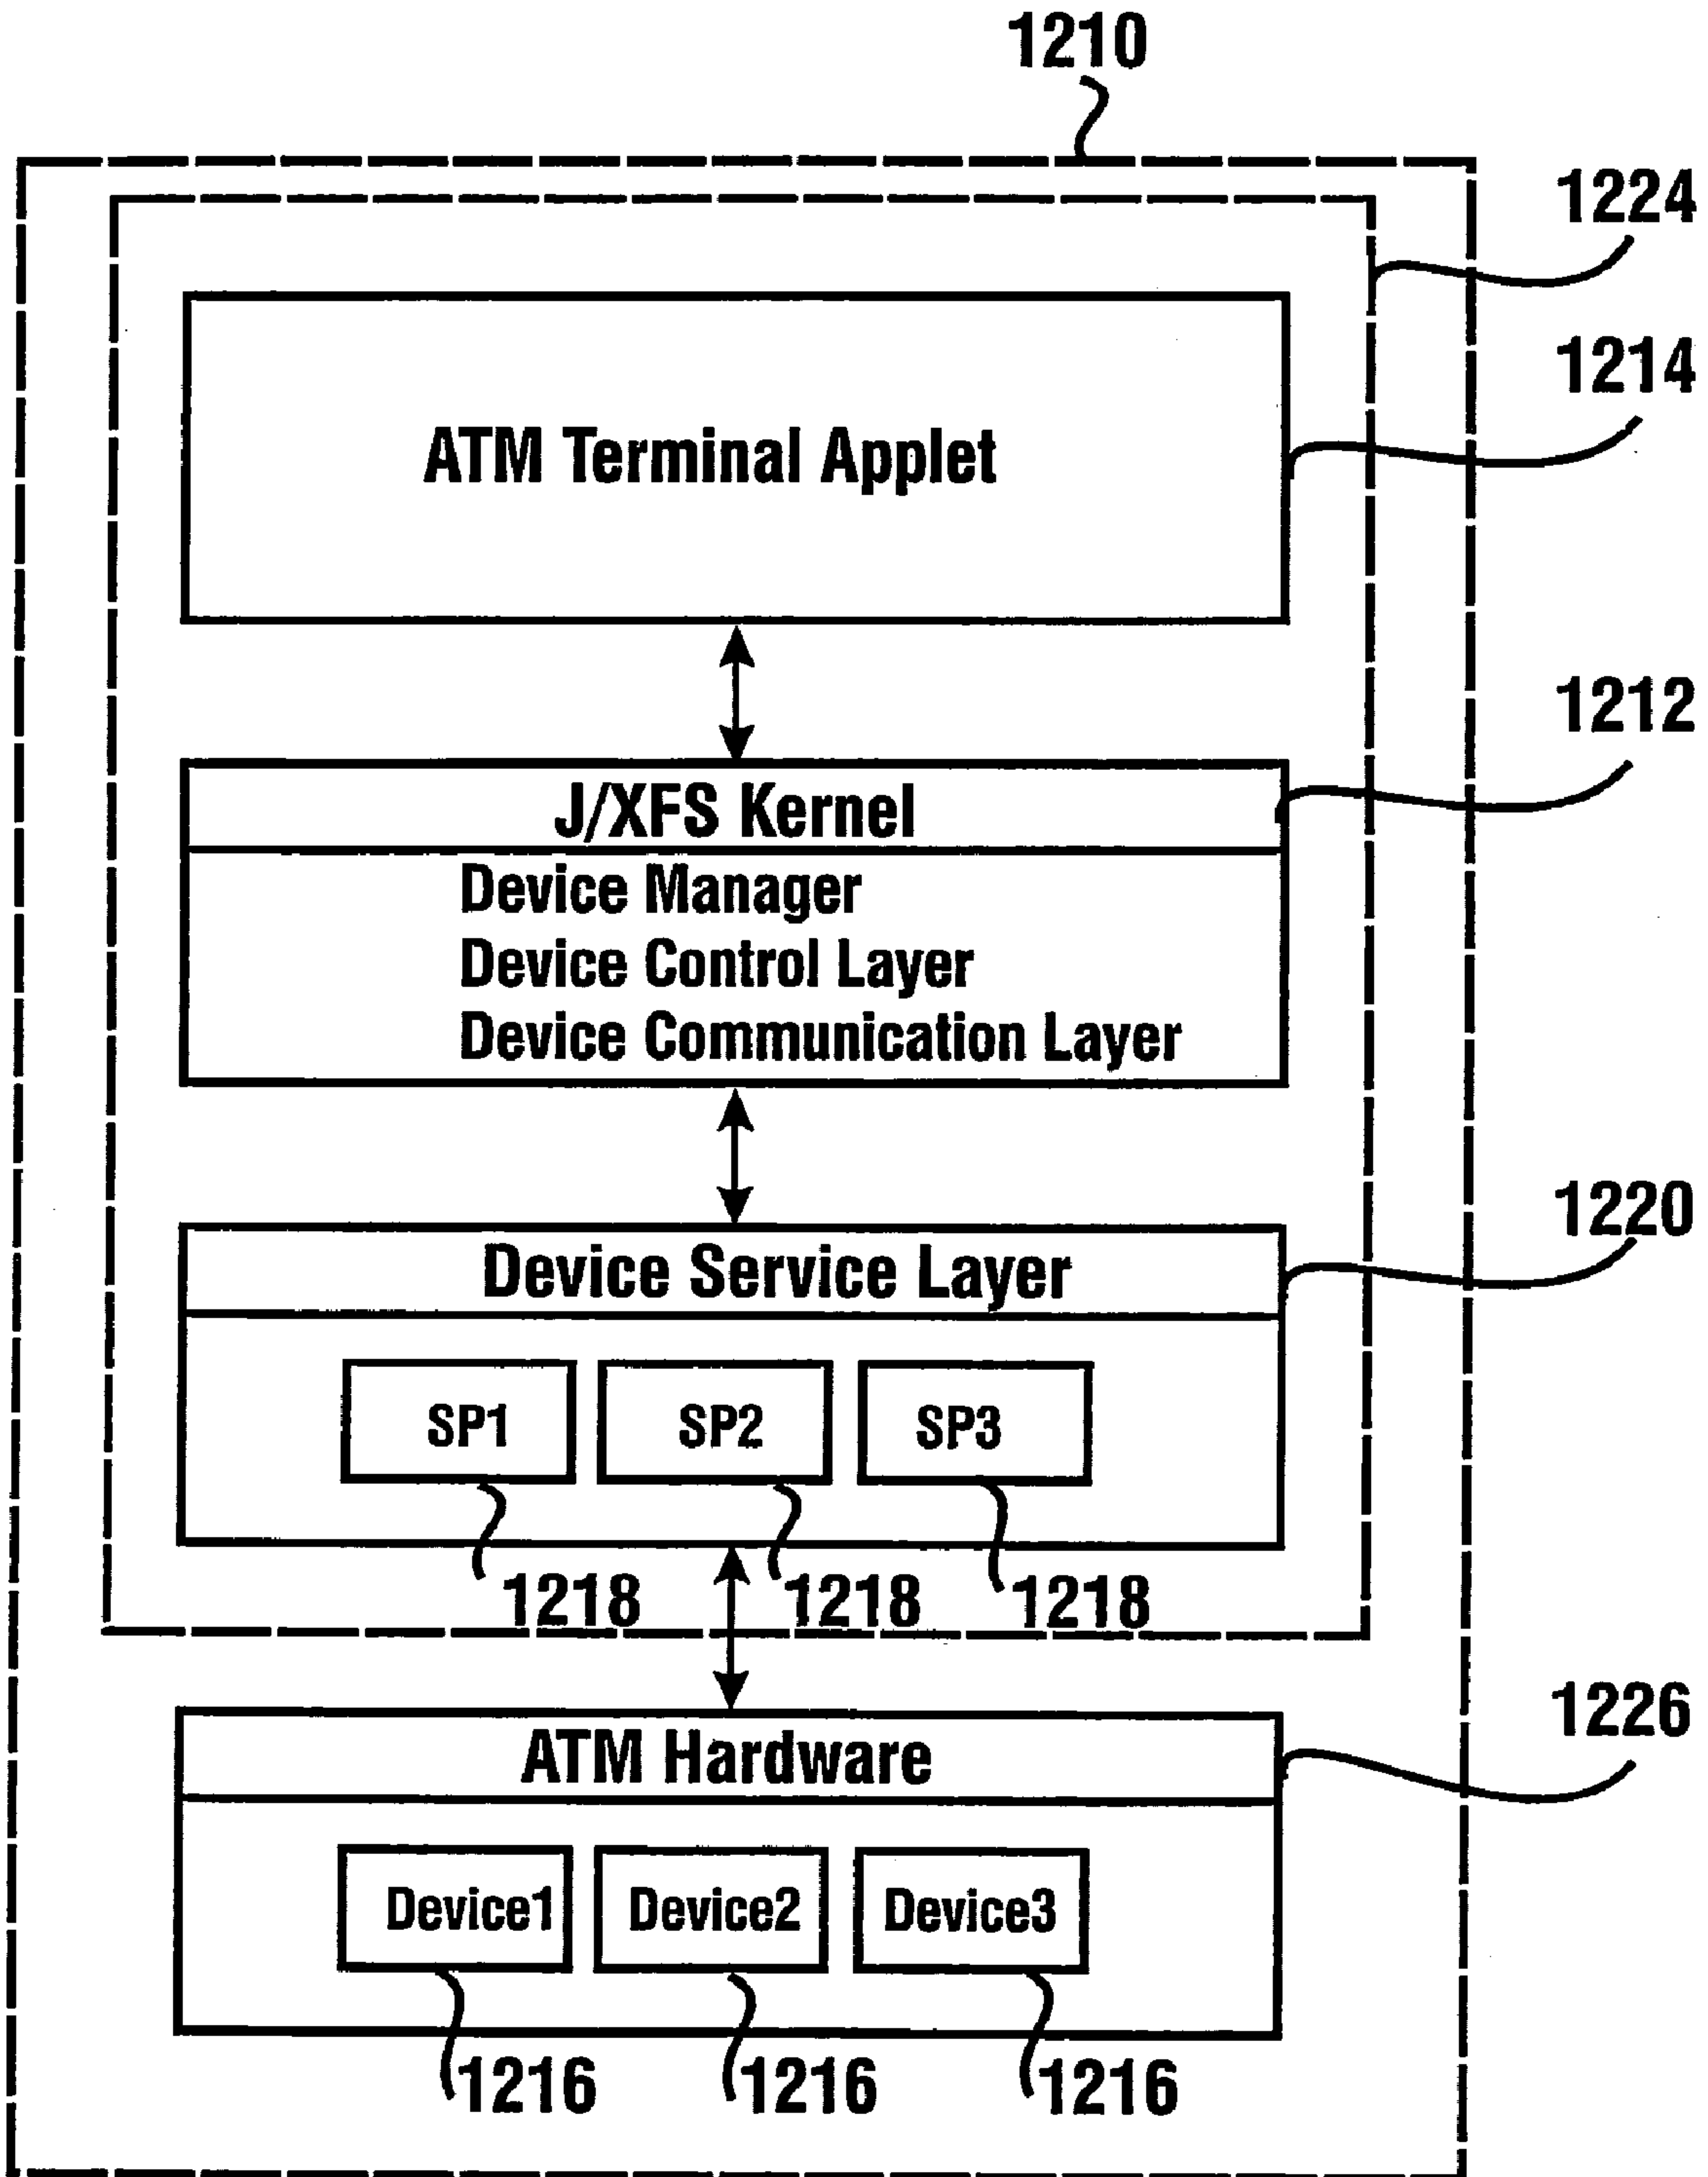 1210
1224
1214
ATM Terminal Applet
1212
J/XFS Kernel
Device Manager
Device Control Layer
Device Communication Layer
1220
Device Service Layer
SP1 SP2 SP3
1218 1218 1218
1226
ATM Hardware
Device1 Device2 Device3
1216 1216 1216